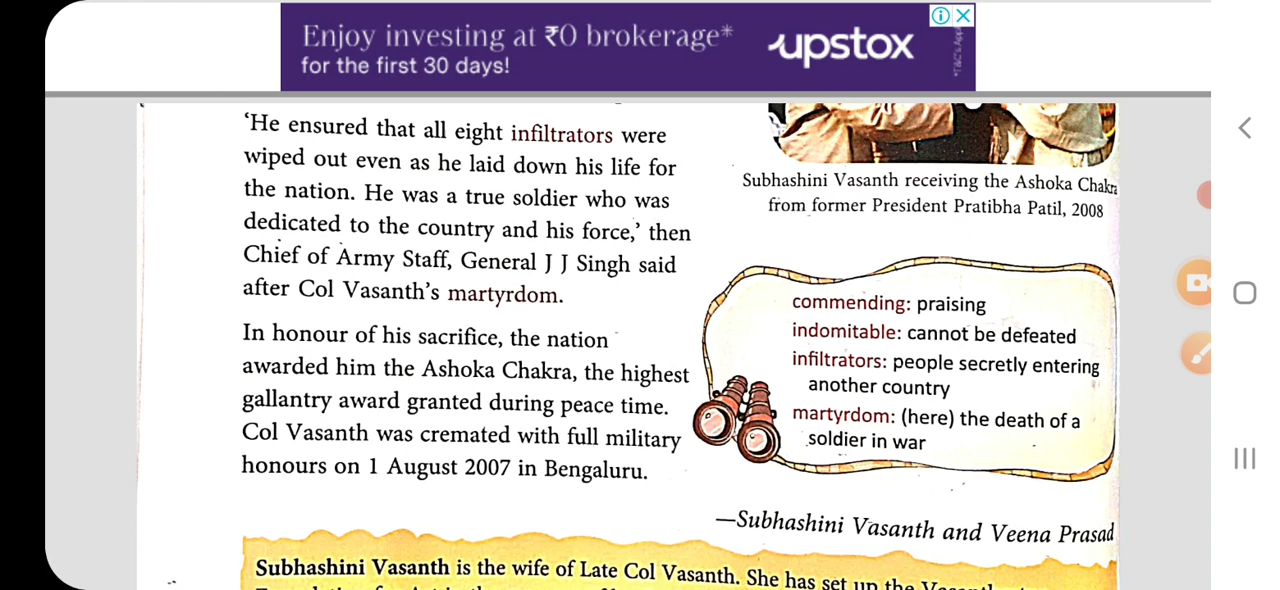 Enjoy investing at ₹0 brokerage*
for the first 30 days!
upstox
*T&C's Apply
‘He ensured that all eight infiltrators were
wiped out even as he laid down his life for
the nation. He was a true soldier who was
dedicated to the country and his force,’ then
Chief of Army Staff, General J J Singh said
after Col Vasanth’s martyrdom.
In honour of his sacrifice, the nation
awarded him the Ashoka Chakra, the highest
gallantry award granted during peace time.
Col Vasanth was cremated with full military
honours on 1 August 2007 in Bengaluru.
Subhashini Vasanth receiving the Ashoka Chakra
from former President Pratibha Patil, 2008
commending: praising
indomitable: cannot be defeated
infiltrators: people secretly entering
another country
martyrdom: (here) the death of a
soldier in war
—Subhashini Vasanth and Veena Prasad
Subhashini Vasanth is the wife of Late Col Vasanth. She has set up the